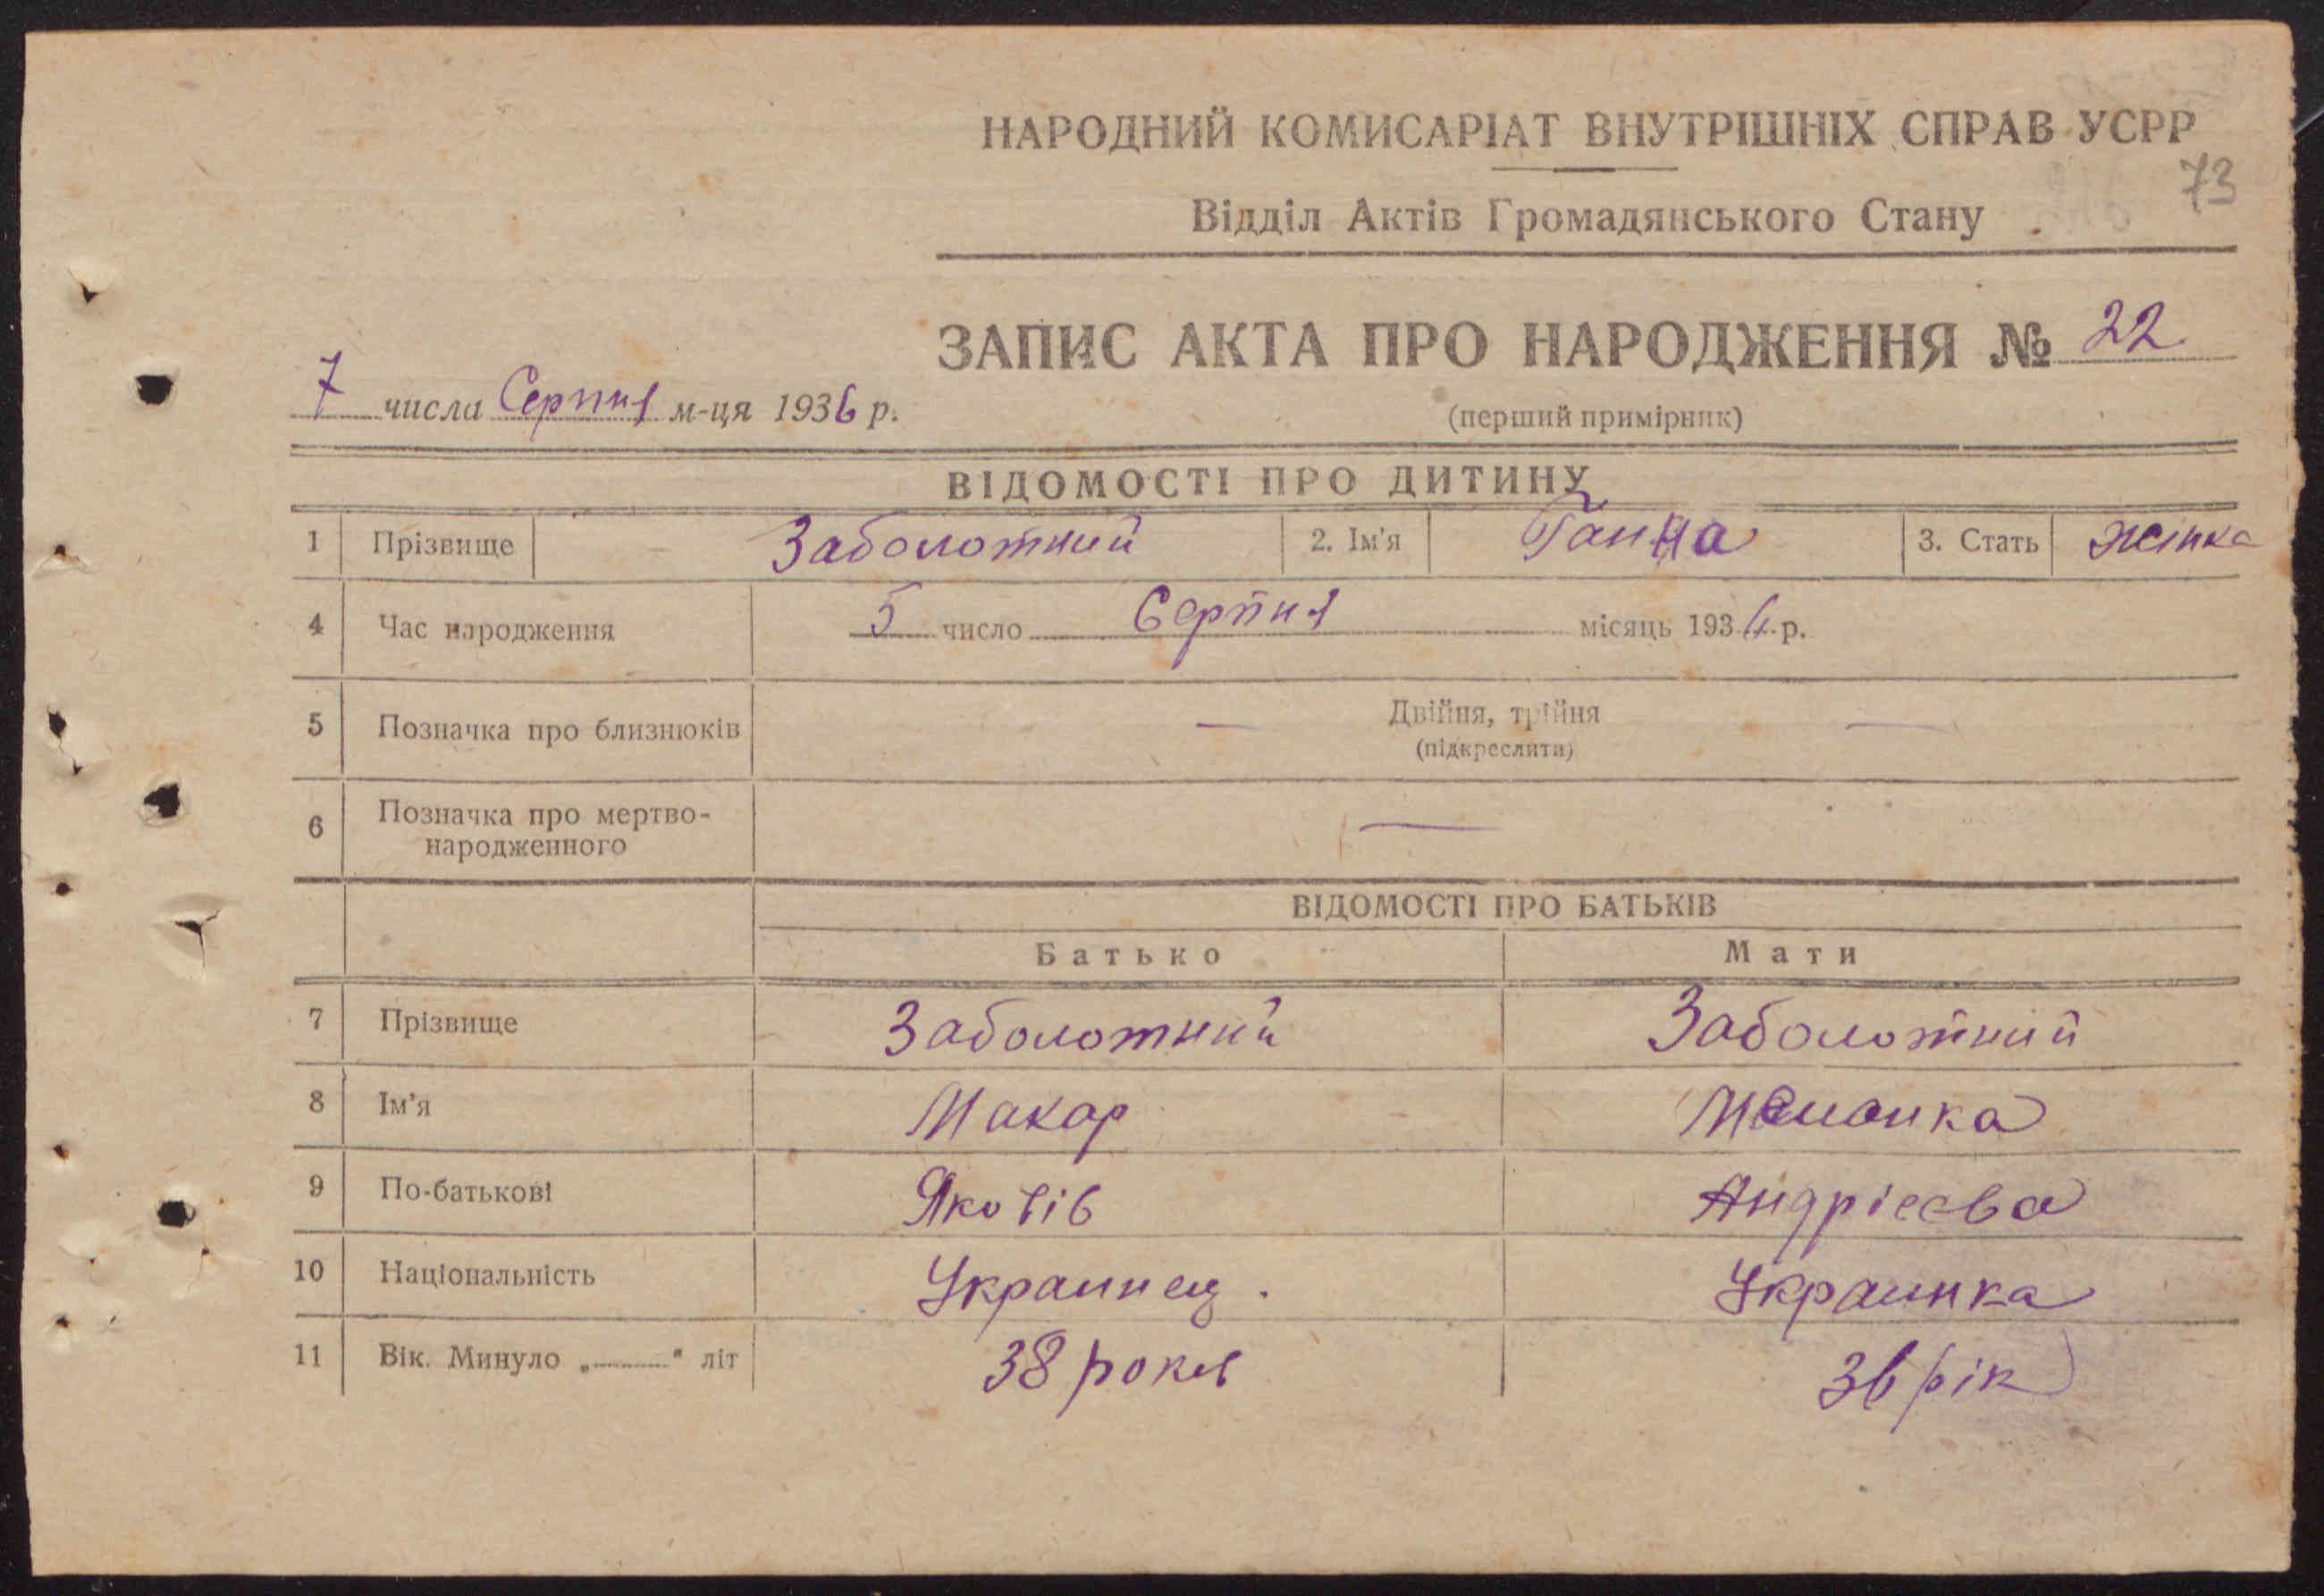 НАРОДНИЙ КОМИСАРІАТ ВНУТРІШНІХ СПРАВ УСРР
73
Відділ Актів Громадянського Стану
ЗАПИС АКТА ПРО НАРОДЖЕННЯ № 22
7 числа Серпня м-ця 1936 р.
(перший примірник)
ВІДОМОСТІ ПРО ДИТИНУ
1 Прізвище Заболотний 2. Ім'я Ганна 3. Стать жінка
4 Час народження 5 число Серпня місяць 1936 р.
5 Позначка про близнюків — Двійня, трійня —
(підкреслити)
6 Позначка про мертво-
народженного —
ВІДОМОСТІ ПРО БАТЬКІВ
Батько Мати
7 Прізвище Заболотний Заболотний
8 Ім'я Макар Меланка
9 По-батькові Яковів Андрієєва
10 Національність Украинец. Украинка
11 Вік. Минуло „———" літ 38 років 36 рік